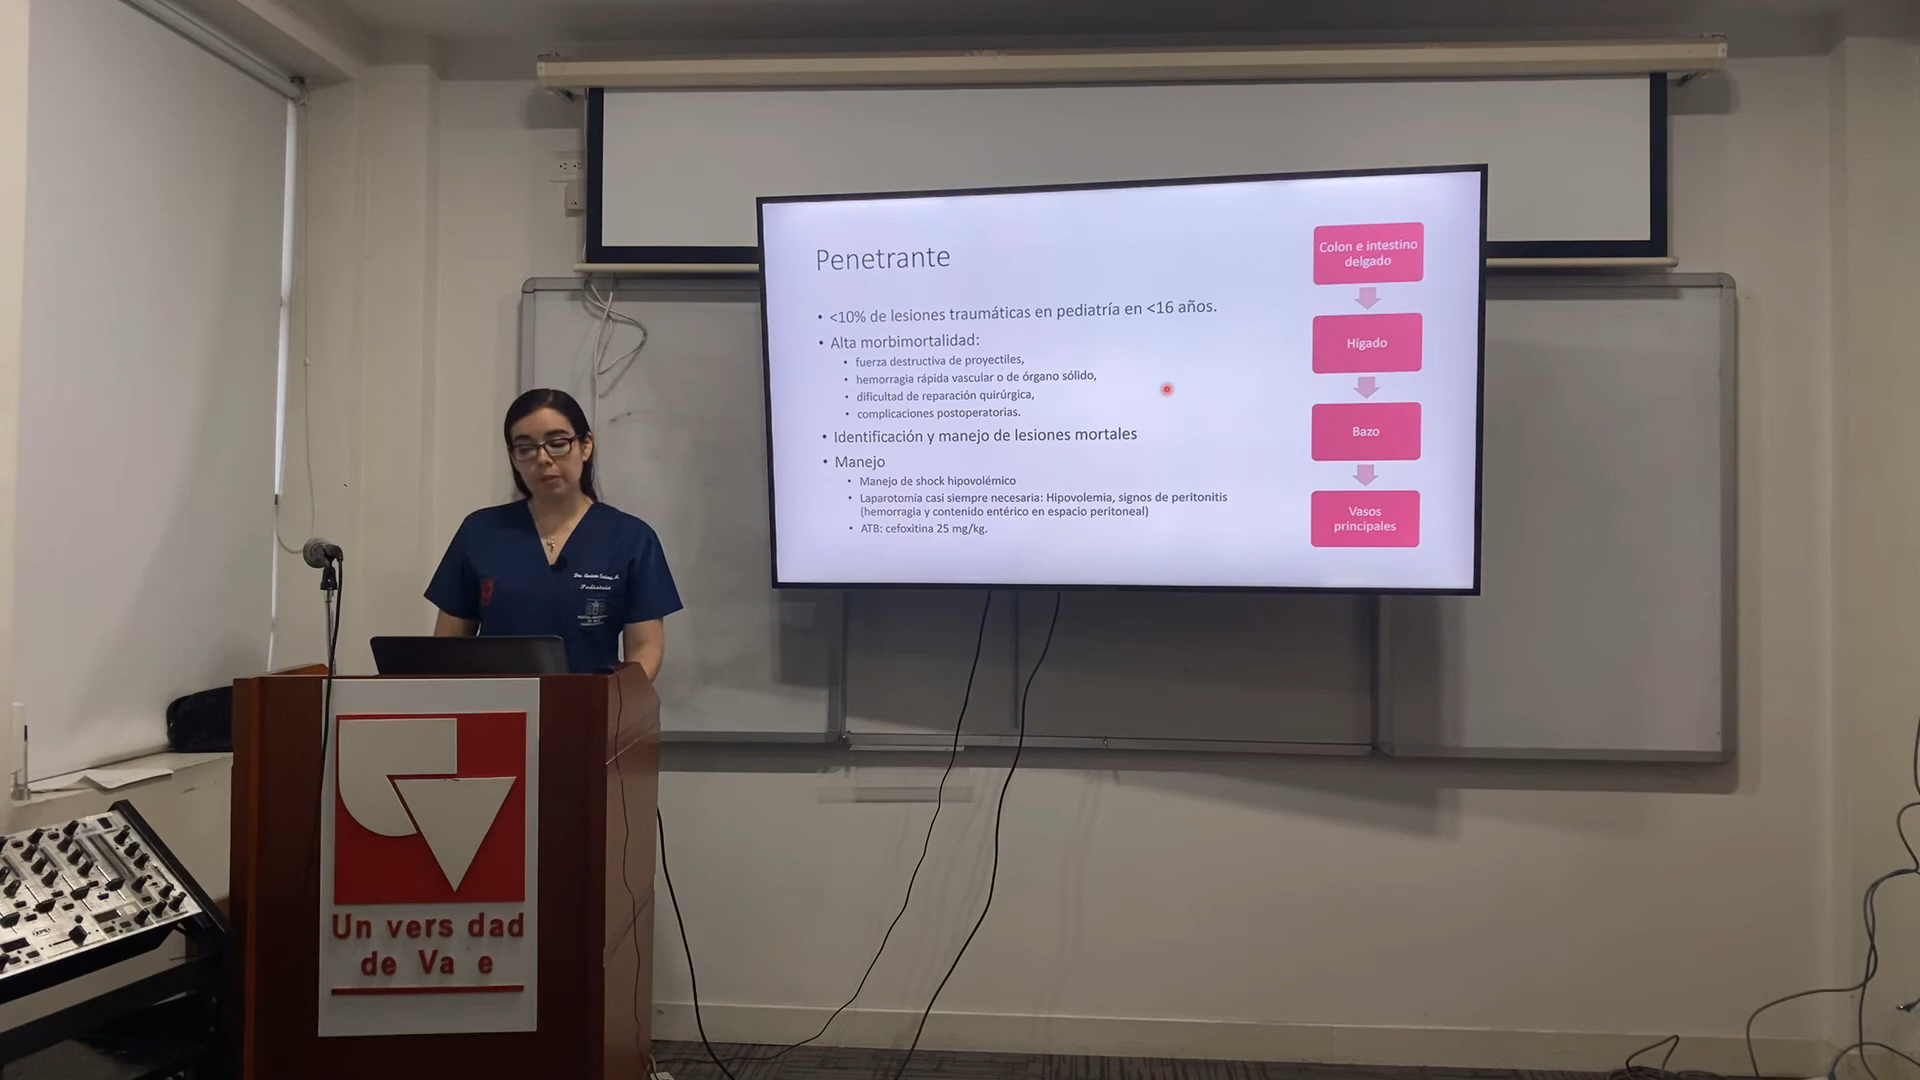 Penetrante
• <10% de lesiones traumáticas en pediatría en <16 años.
• Alta morbimortalidad:
• fuerza destructiva de proyectiles,
• hemorragia rápida vascular o de órgano sólido,
• dificultad de reparación quirúrgica,
• complicaciones postoperatorias.
• Identificación y manejo de lesiones mortales
• Manejo
• Manejo de shock hipovolémico
• Laparotomía casi siempre necesaria: Hipovolemia, signos de peritonitis
(hemorragia y contenido entérico en espacio peritoneal)
• ATB: cefoxitina 25 mg/kg.
Colon e intestino
delgado
Hígado
Bazo
Vasos
principales
Pediatría
Un vers dad
de Va e